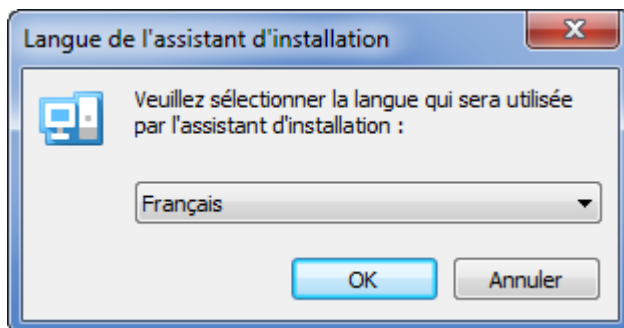 Langue de l'assistant d'installation
Veuillez sélectionner la langue qui sera utilisée
par l'assistant d'installation :
Français
OK
Annuler